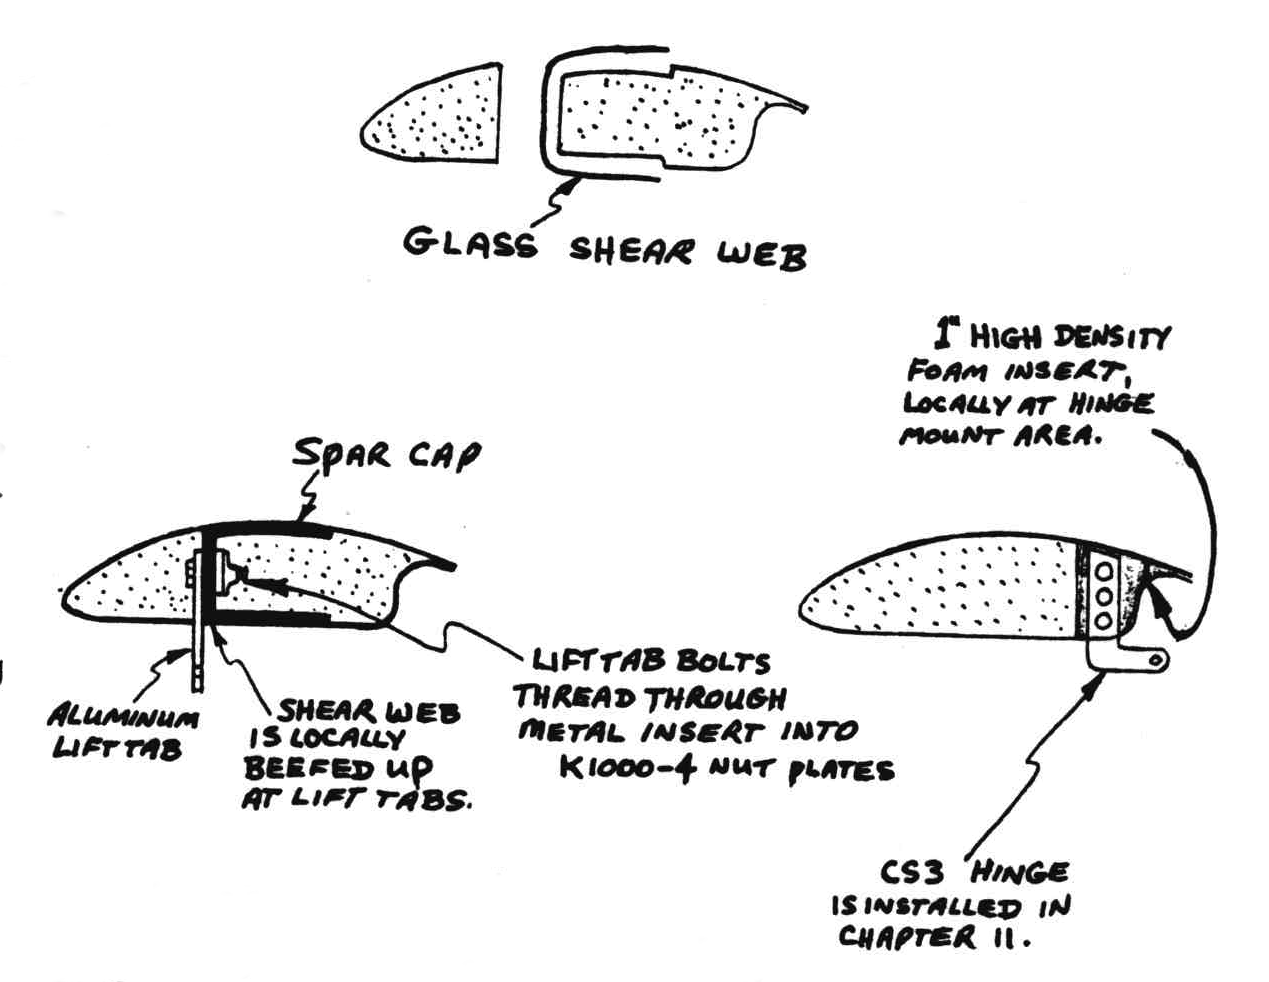 GLASS SHEAR WEB
1" HIGH DENSITY
FOAM INSERT,
LOCALLY AT HINGE
MOUNT AREA.
SPAR CAP
LIFT TAB BOLTS
THREAD THROUGH
METAL INSERT INTO
K1000-4 NUT PLATES
ALUMINUM
LIFT TAB
SHEAR WEB
IS LOCALLY
BEEFED UP
AT LIFT TABS.
CS3 HINGE
IS INSTALLED IN
CHAPTER 11.